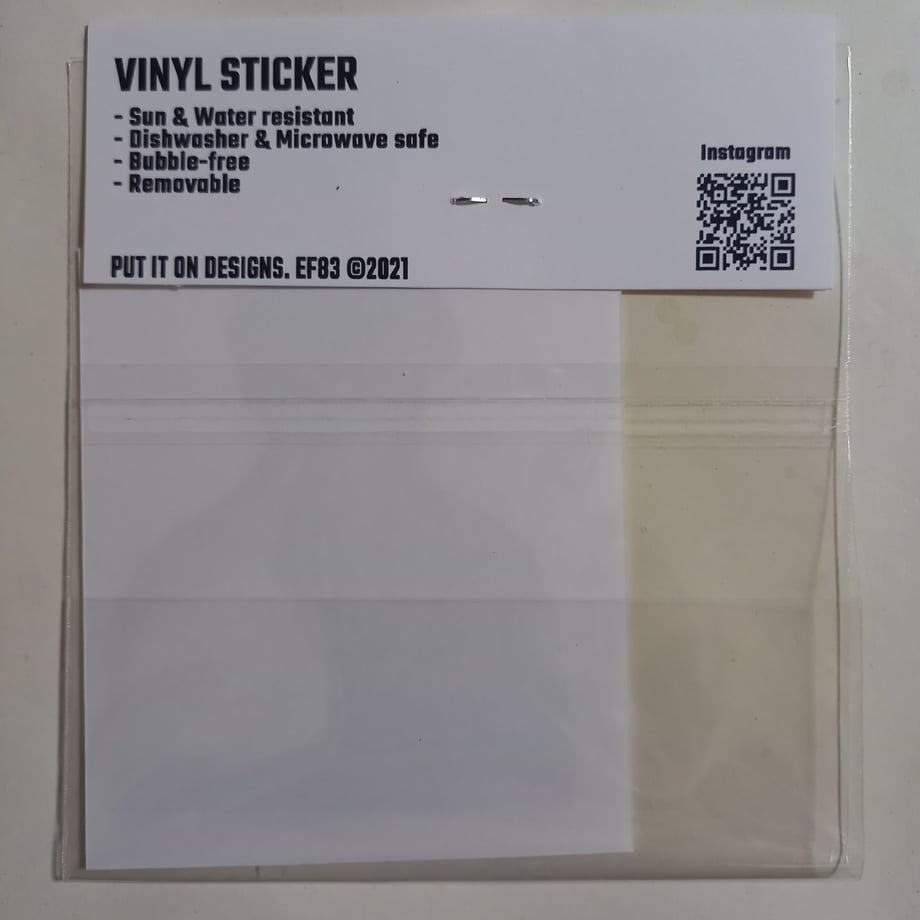 VINYL STICKER
- Sun & Water resistant
- Dishwasher & Microwave safe
- Bubble-free
- Removable
Instagram
PUT IT ON DESIGNS. EF83 ©2021